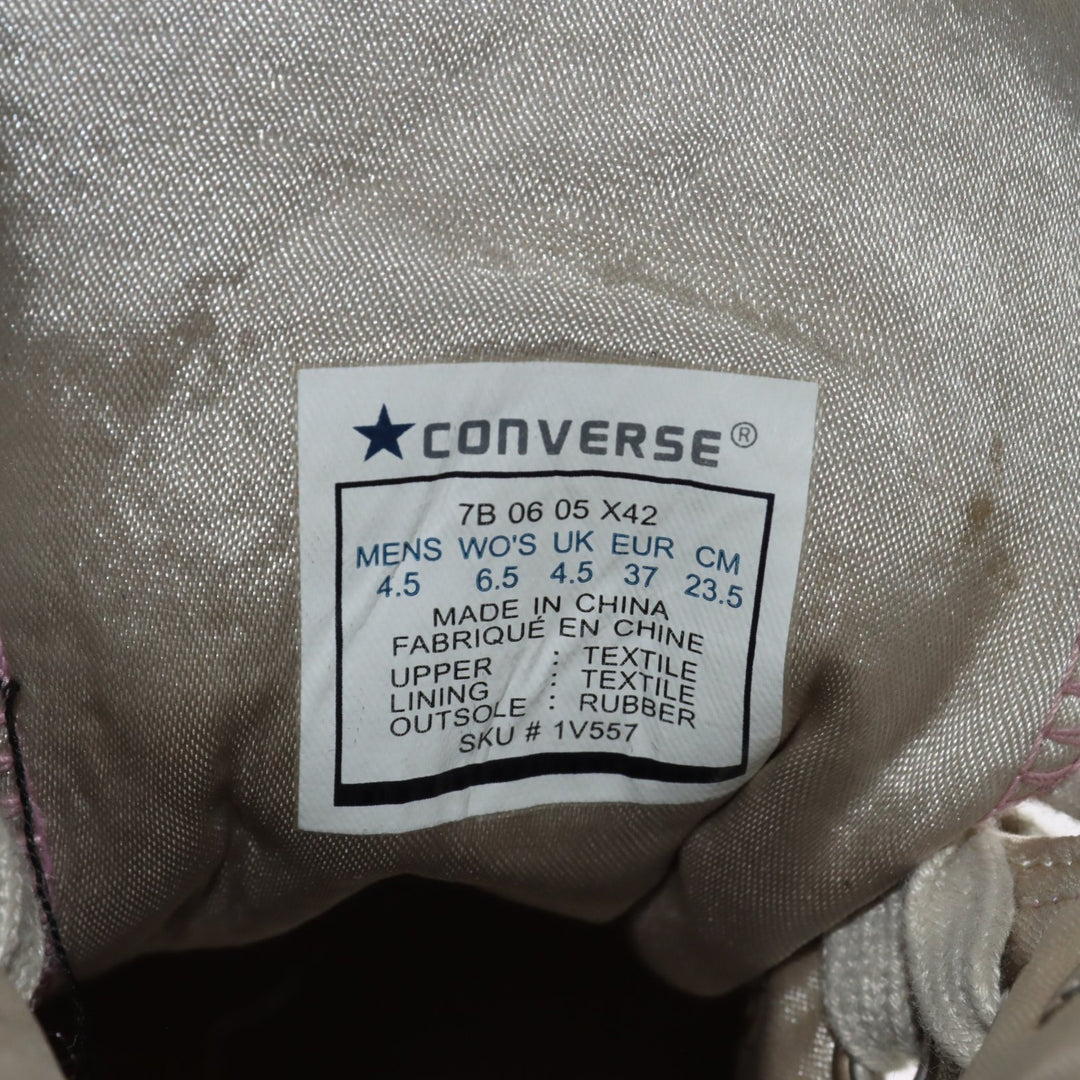 CONVERSE®
7B 06 05 X42
MENS WO'S UK EUR CM
4.5 6.5 4.5 37 23.5
MADE IN CHINA
FABRIQUÉ EN CHINE
UPPER : TEXTILE
LINING : TEXTILE
OUTSOLE : RUBBER
SKU # 1V557